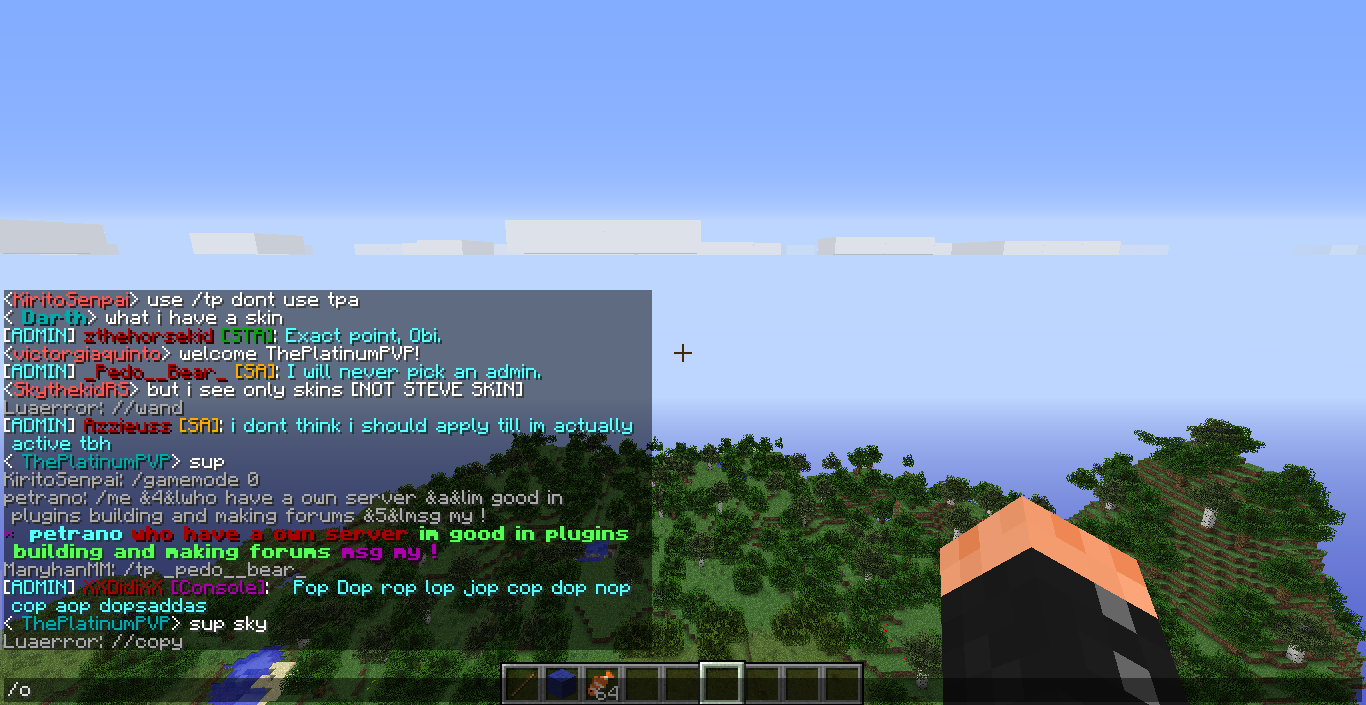 <KiritoSenpai> use /tp dont use tpa
< Darth> what i have a skin
[ADMIN] zthehorsekid [STA]: Exact point, Obi.
<victorgiaquinto> welcome ThePlatinumPVP!
[ADMIN] _Pedo__Bear_ [SA]: I will never pick an admin.
<SkythekidRS> but i see only skins [NOT STEVE SKIN]
Luaerror: //wand
[ADMIN] Azzieuss [SA]: i dont think i should apply till im actually
active tbh
< ThePlatinumPVP> sup
KiritoSenpai: /gamemode 0
petrano: /me &4&lwho have a own server &a&lim good in
plugins building and making forums &5&lmsg my !
* petrano who have a own server im good in plugins
building and making forums msg my !
ManyhanMM: /tp _pedo__bear_
[ADMIN] XXDidiXX [Console]: Pop Dop rop lop jop cop dop nop
cop aop dopsaddas
< ThePlatinumPVP> sup sky
Luaerror: //copy
64
/o